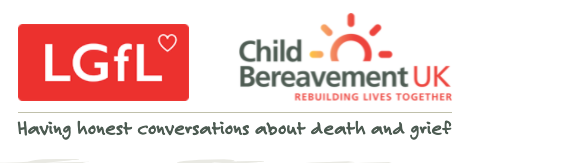 LGfL
Child
Bereavement UK
REBUILDING LIVES TOGETHER
Having honest conversations about death and grief